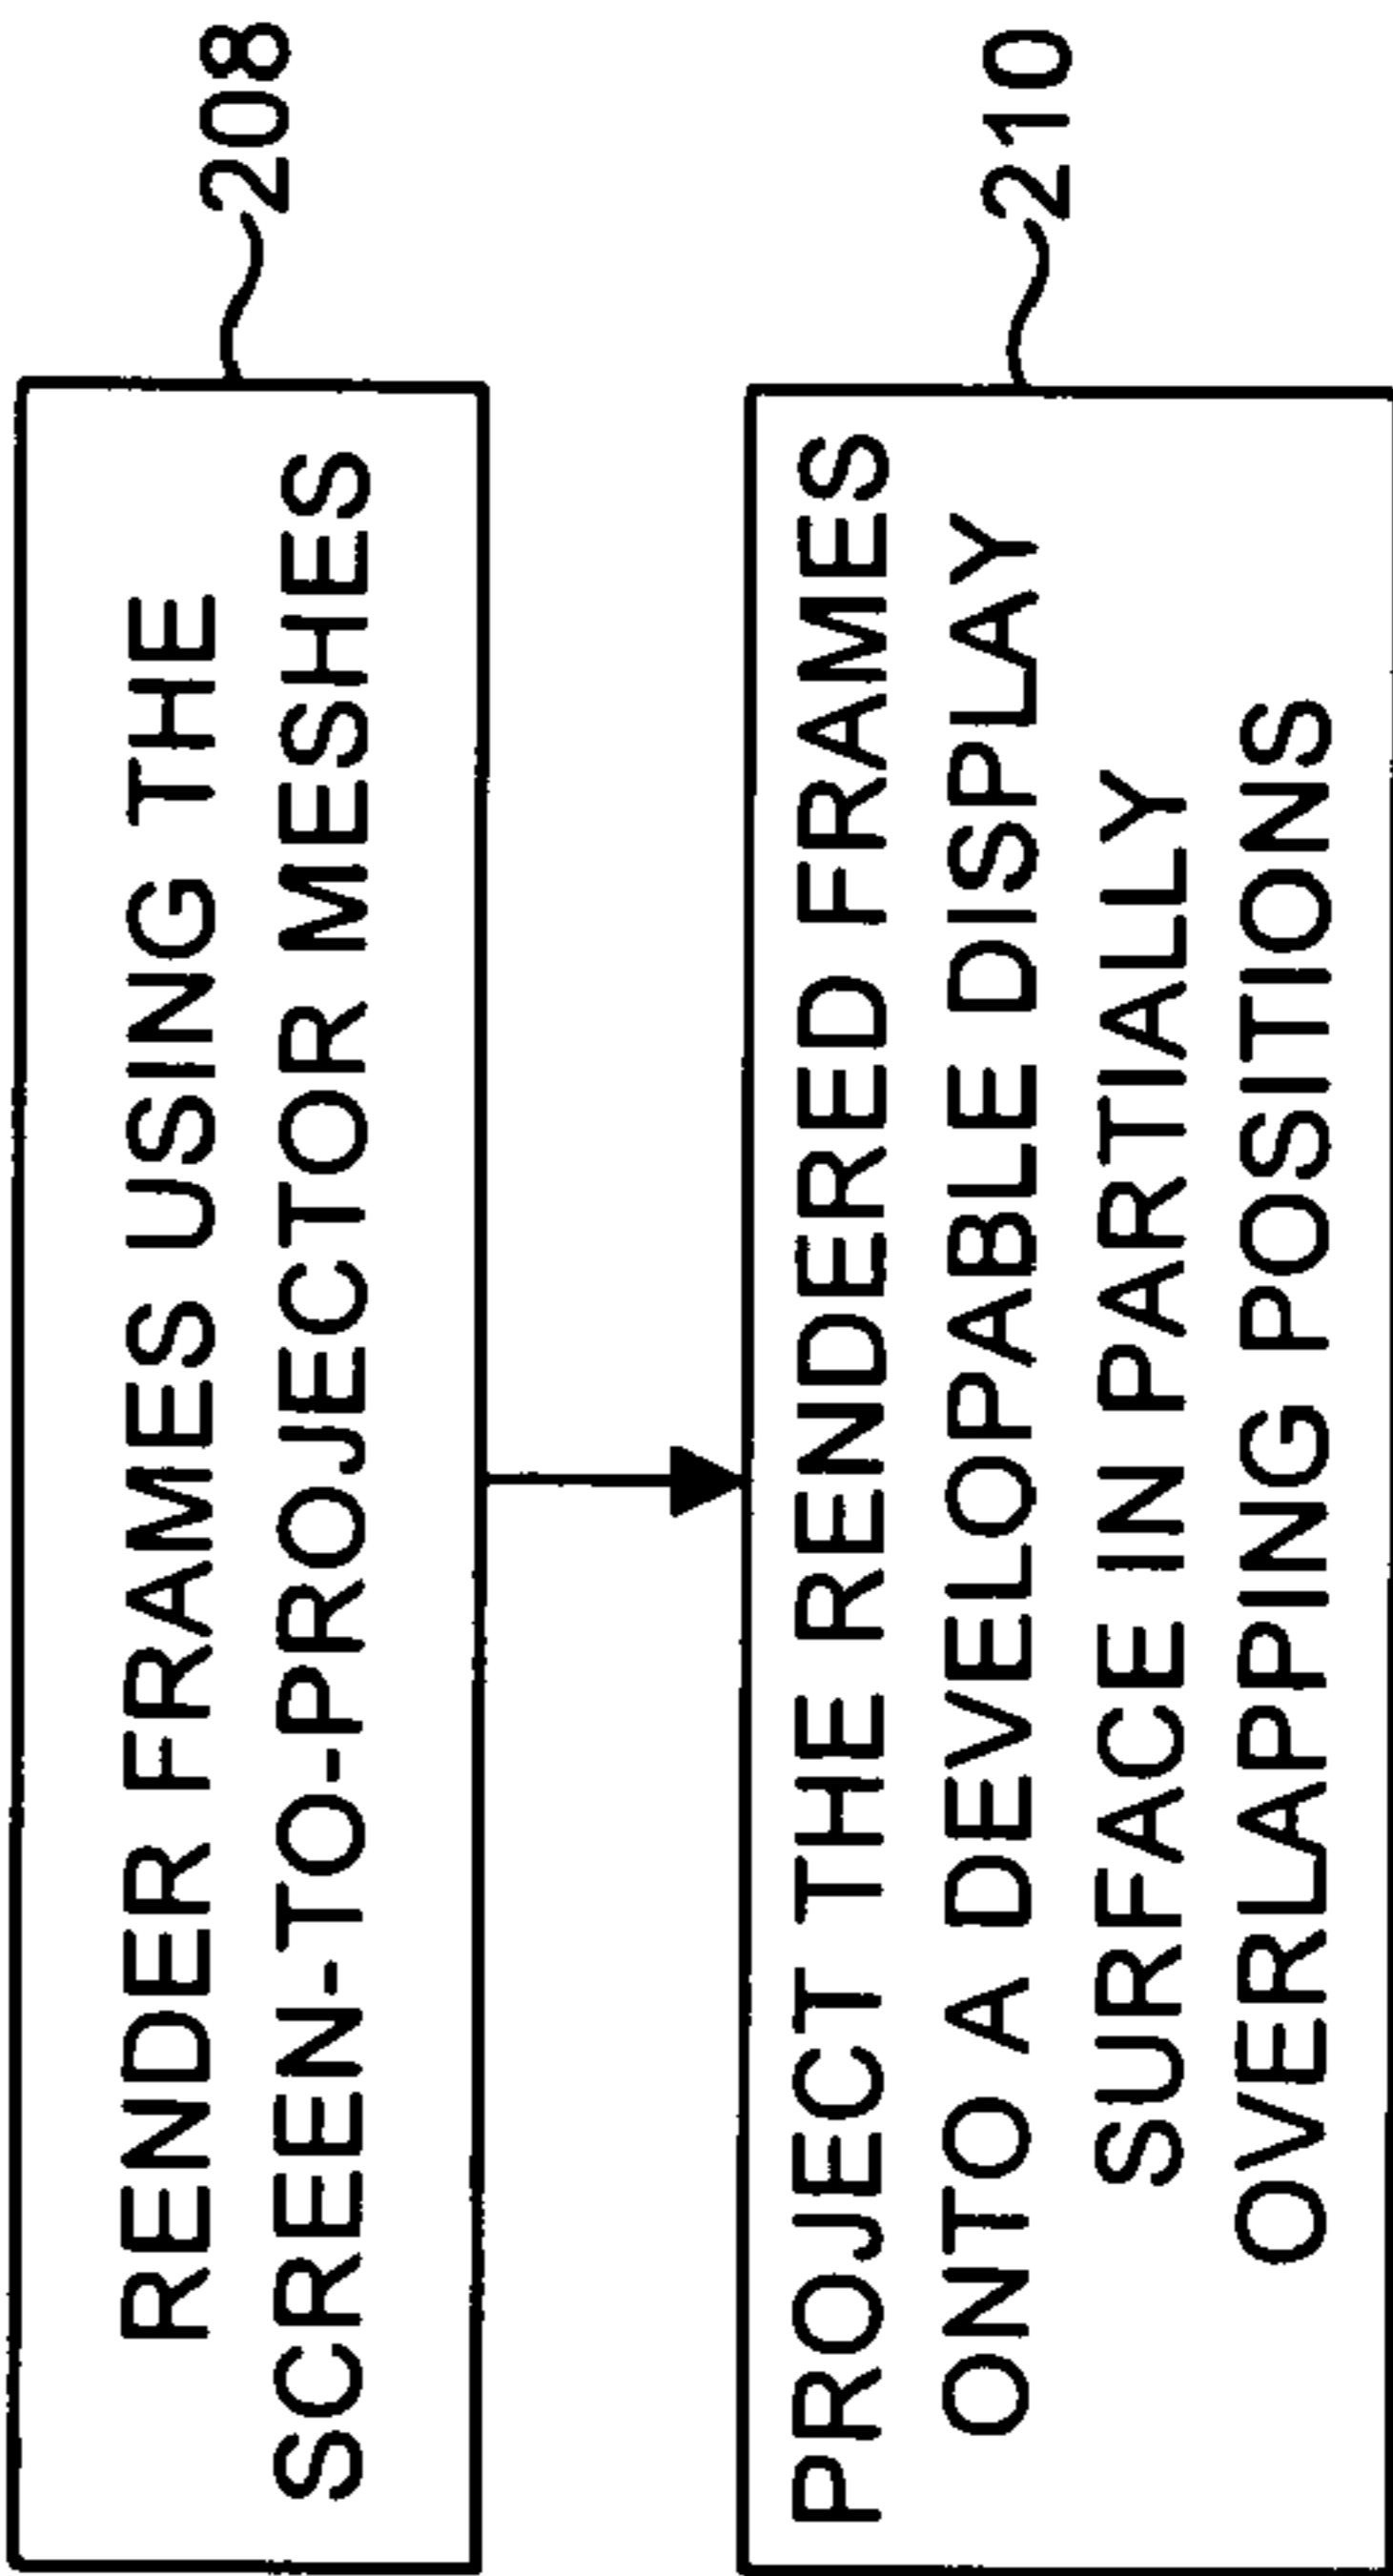 RENDER FRAMES USING THE
SCREEN-TO-PROJECTOR MESHES
208
PROJECT THE RENDERED FRAMES
ONTO A DEVELOPABLE DISPLAY
SURFACE IN PARTIALLY
OVERLAPPING POSITIONS
210